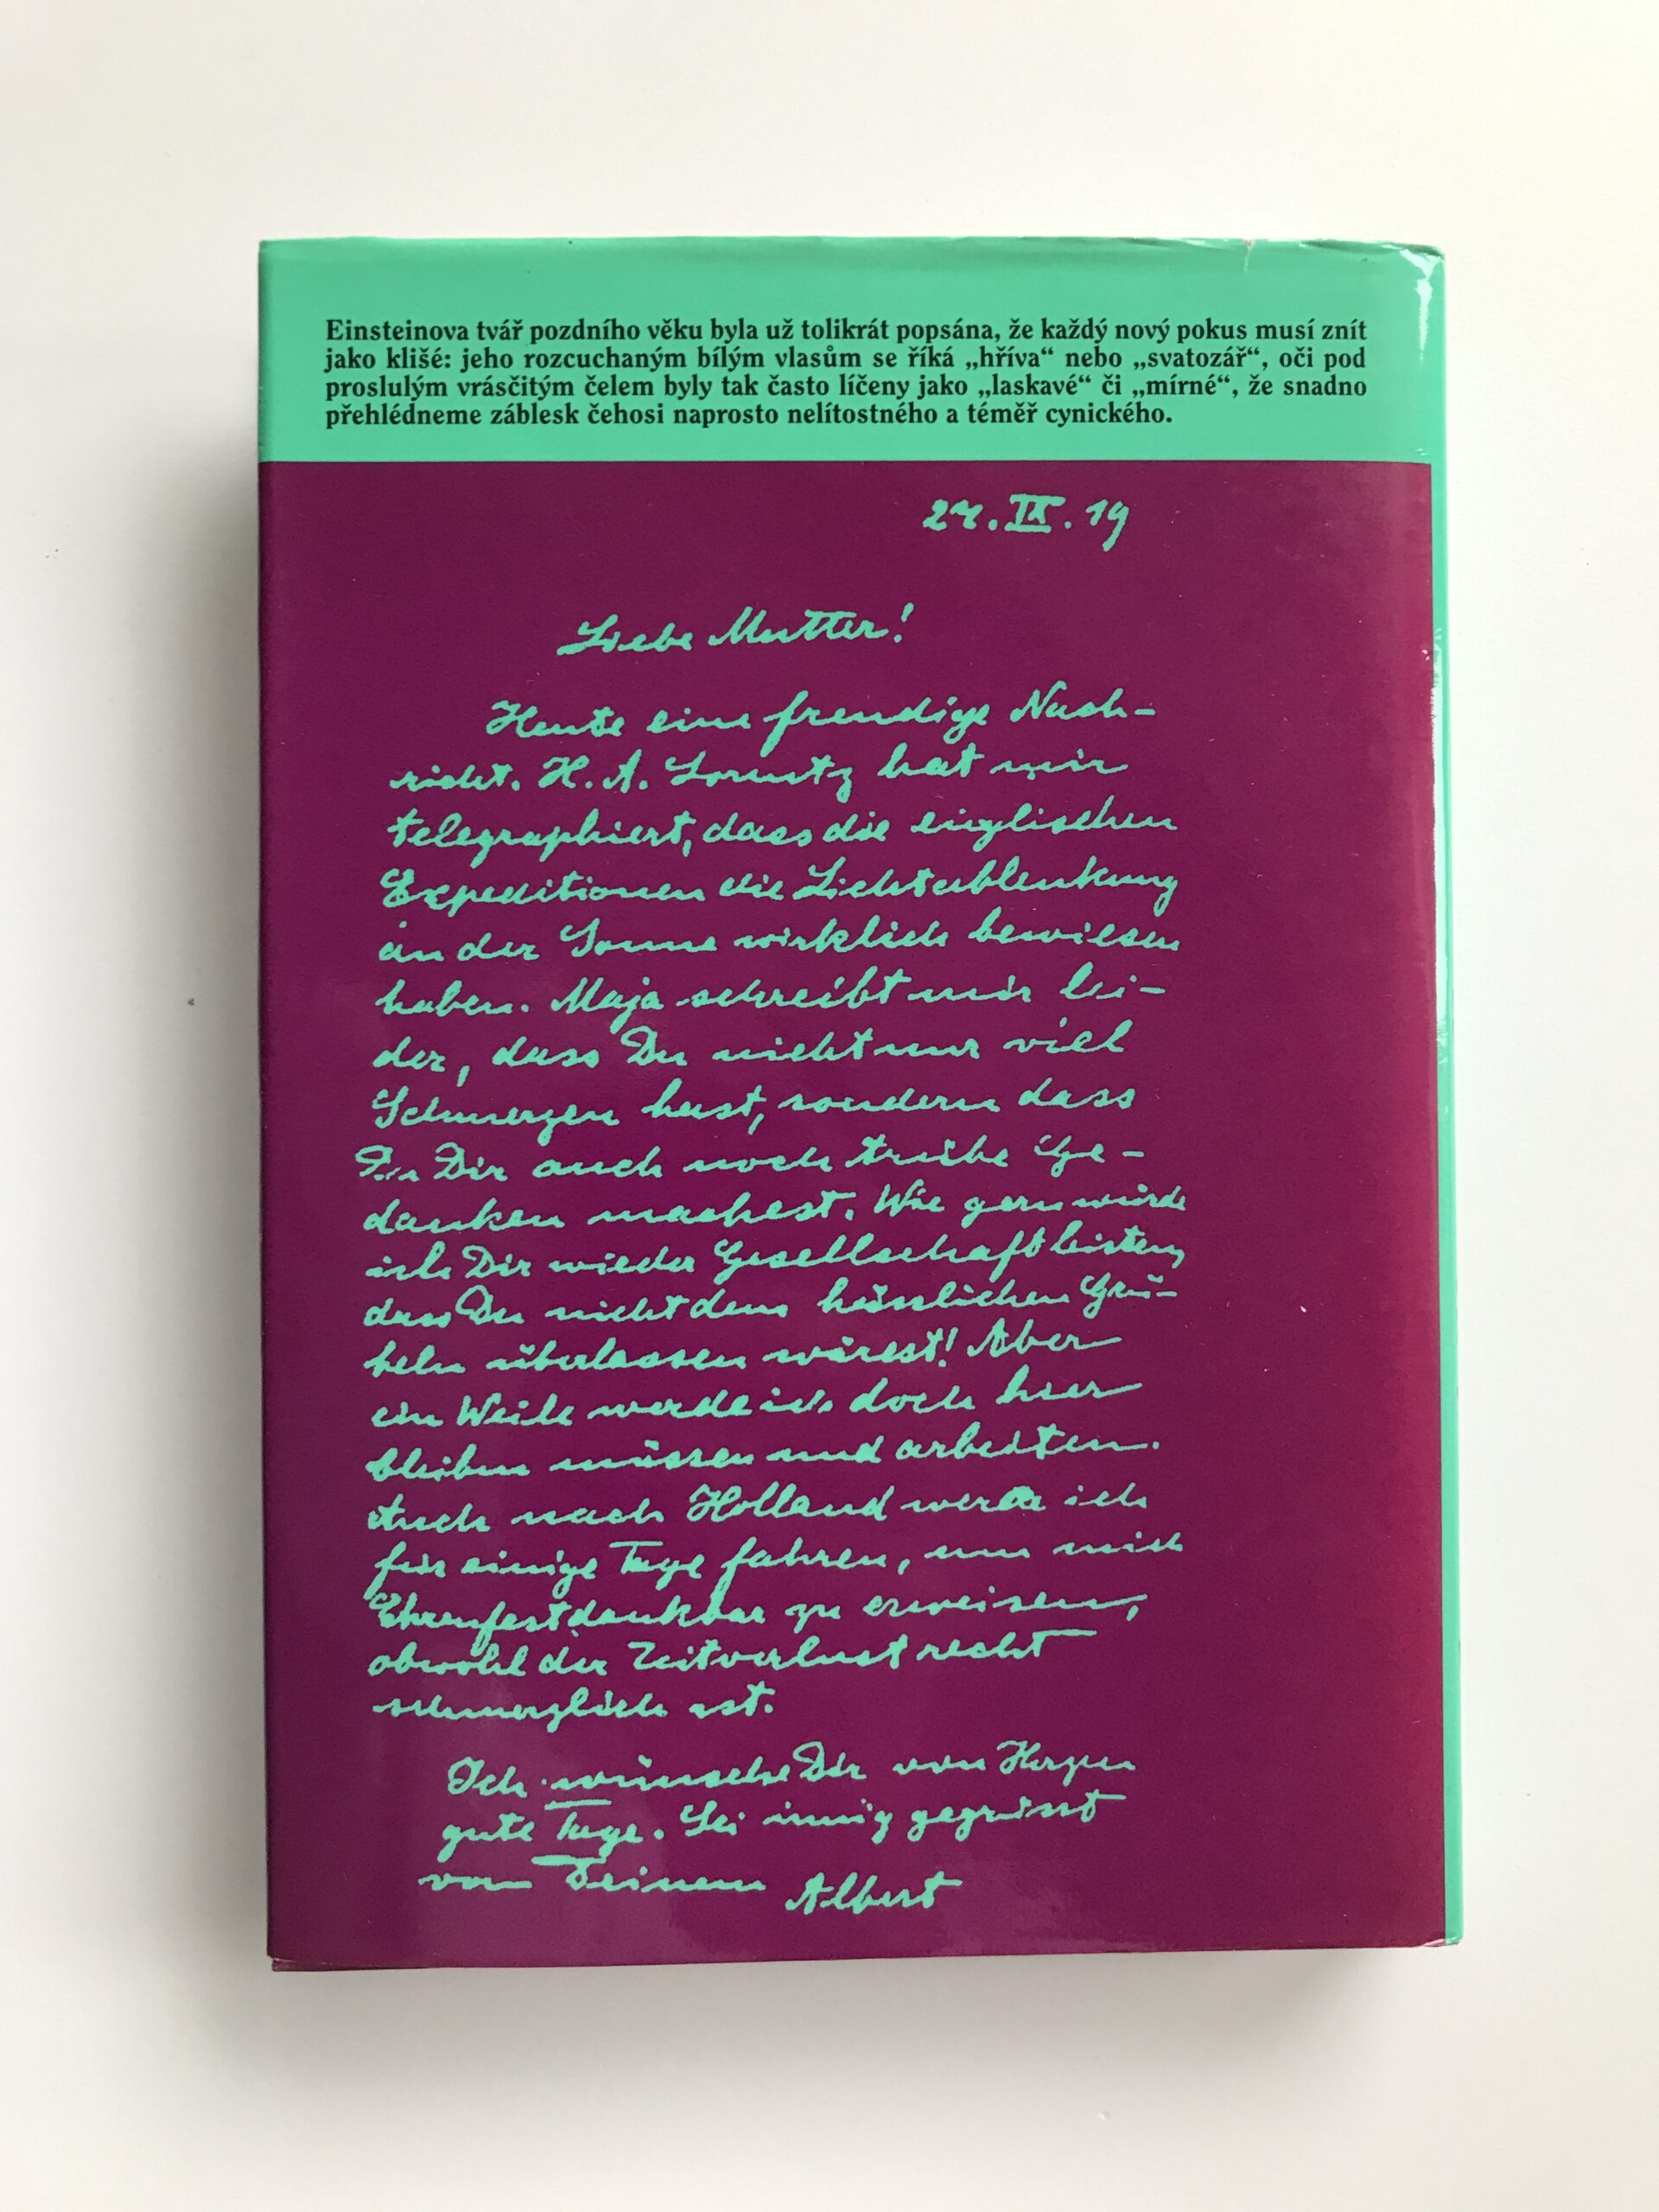 Einsteinova tvář pozdního věku byla už tolikrát popsána, že každý nový pokus musí znít
jako klišé: jeho rozcuchaným bílým vlasům se říká „hříva“ nebo „svatozář“, oči pod
proslulým vrásčitým čelem byly tak často líčeny jako „laskavé“ či „mírné“, že snadno
přehlédneme záblesk čehosi naprosto nelítostného a téměř cynického.
27. IX. 19
Liebe Mutter!
Heute eine freudige Nach-
richt. H. A. Lorentz hat mir
telegraphiert, dass die englischen
Expeditionen die Lichtablenkung
an der Sonne wirklich bewiesen
haben. Maja schreibt mir lei-
der, dass Du nicht nur viel
Schmerzen hast, sondern dass
Du Dir auch noch trübe Ge-
danken machest. Wie gern würde
ich Dir wieder Gesellschaft leisten,
dass Du nicht dem hässlichen Grü-
beln überlassen wärest! Aber
ein Weile werde ich doch hier
bleiben müssen und arbeiten.
Auch nach Holland werde ich
für einige Tage fahren, um mich
Ehrenfest dankbar zu erweisen,
obwohl der Zeitverlust recht
schmerzlich ist.
Ich wünsche Dir von Herzen
gute Tage. Sei innig gegrüsst
von Deinem Albert